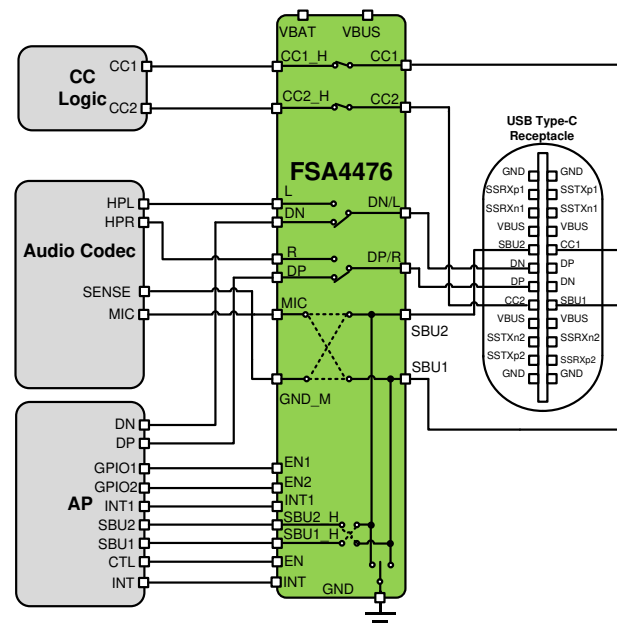 VBAT VBUS
CC1 CC1_H CC1
CC Logic
CC2 CC2_H CC2
USB Type-C
Receptacle
FSA4476
HPL L
DN DN/L
HPR
Audio Codec
R DP/R
DP
SENSE
MIC MIC
SBU2
SBU1
GND_M
GND GND
SSRXp1 SSTXp1
SSRXn1 SSTXn1
VBUS VBUS
SBU2 CC1
DN DP
DP DN
CC2 SBU1
VBUS VBUS
SSTXn2 SSRXn2
SSTXp2 SSRXp2
GND GND
AP
DN
DP
GPIO1 EN1
GPIO2 EN2
INT1 INT1
SBU2 SBU2_H
SBU1 SBU1_H
CTL EN
INT INT
GND